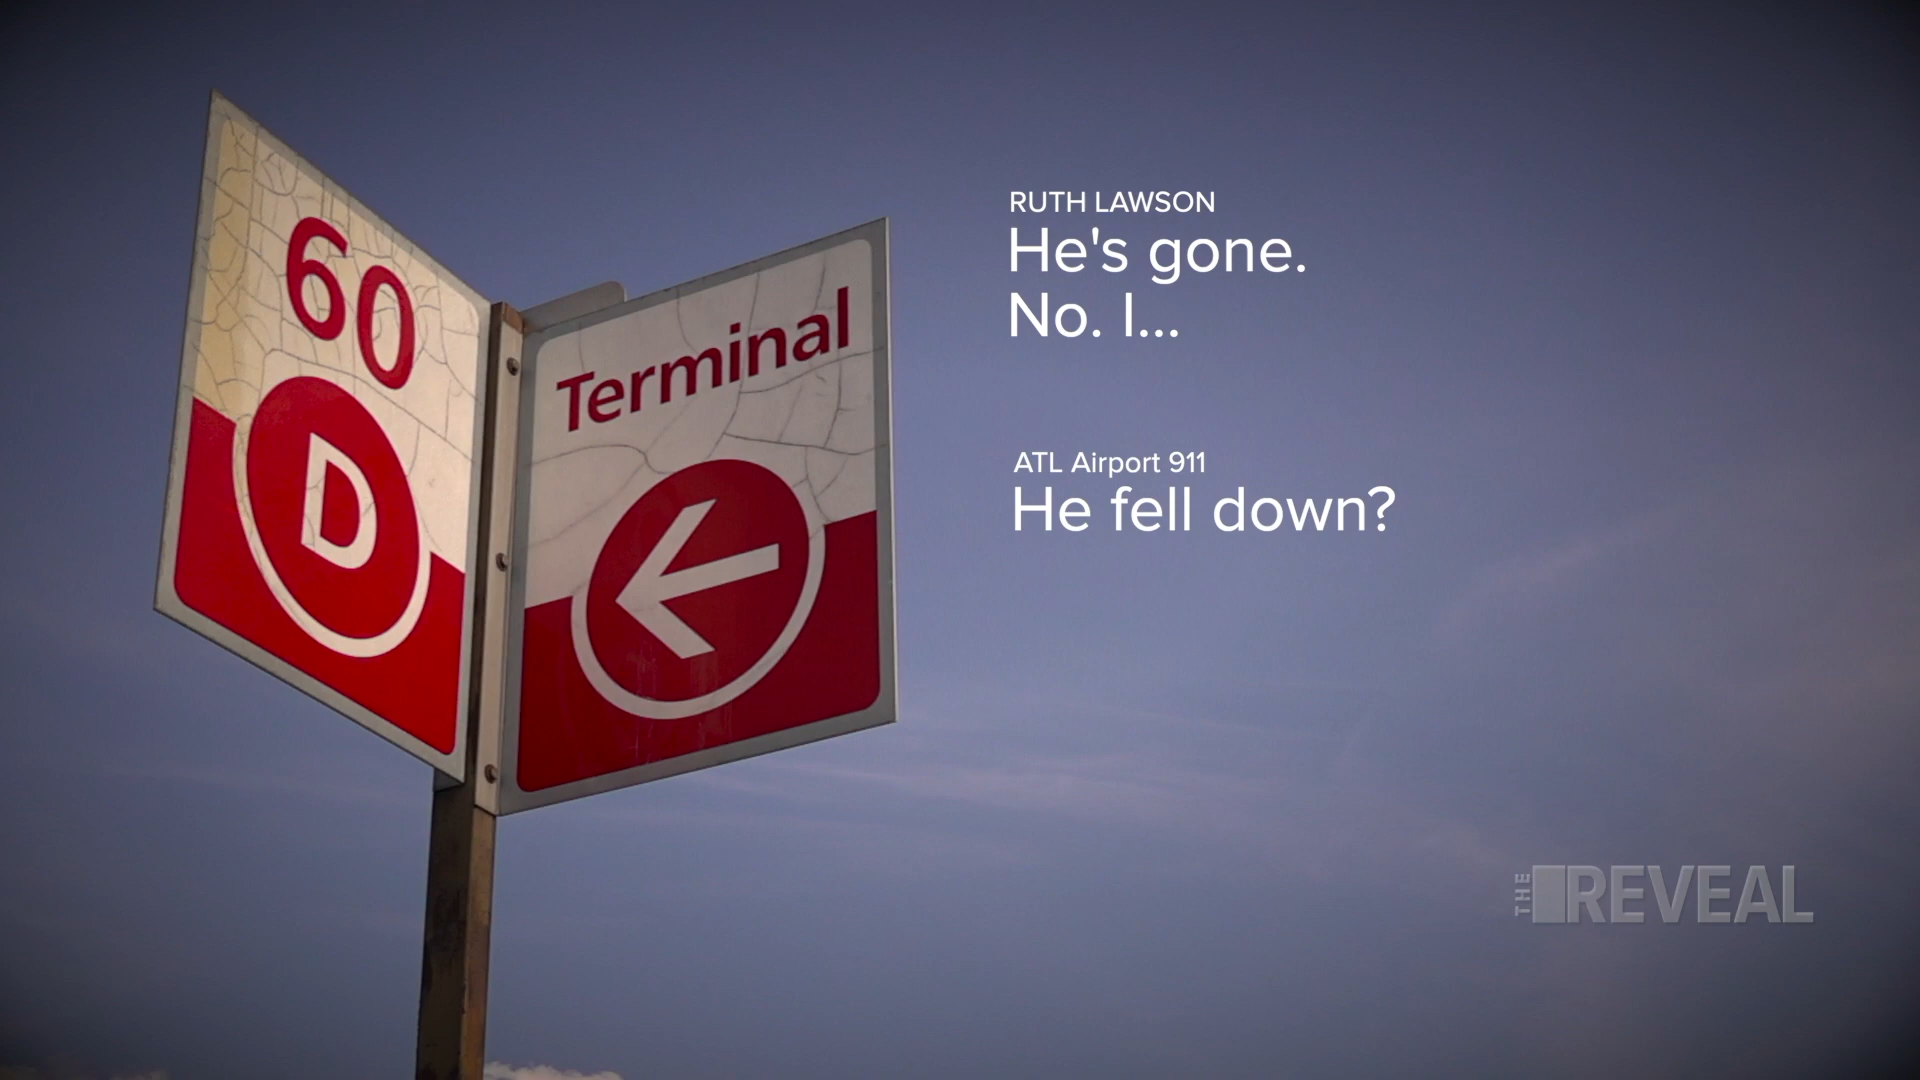 60
D
Terminal
RUTH LAWSON
He's gone.
No. I...
ATL Airport 911
He fell down?
THE REVEAL